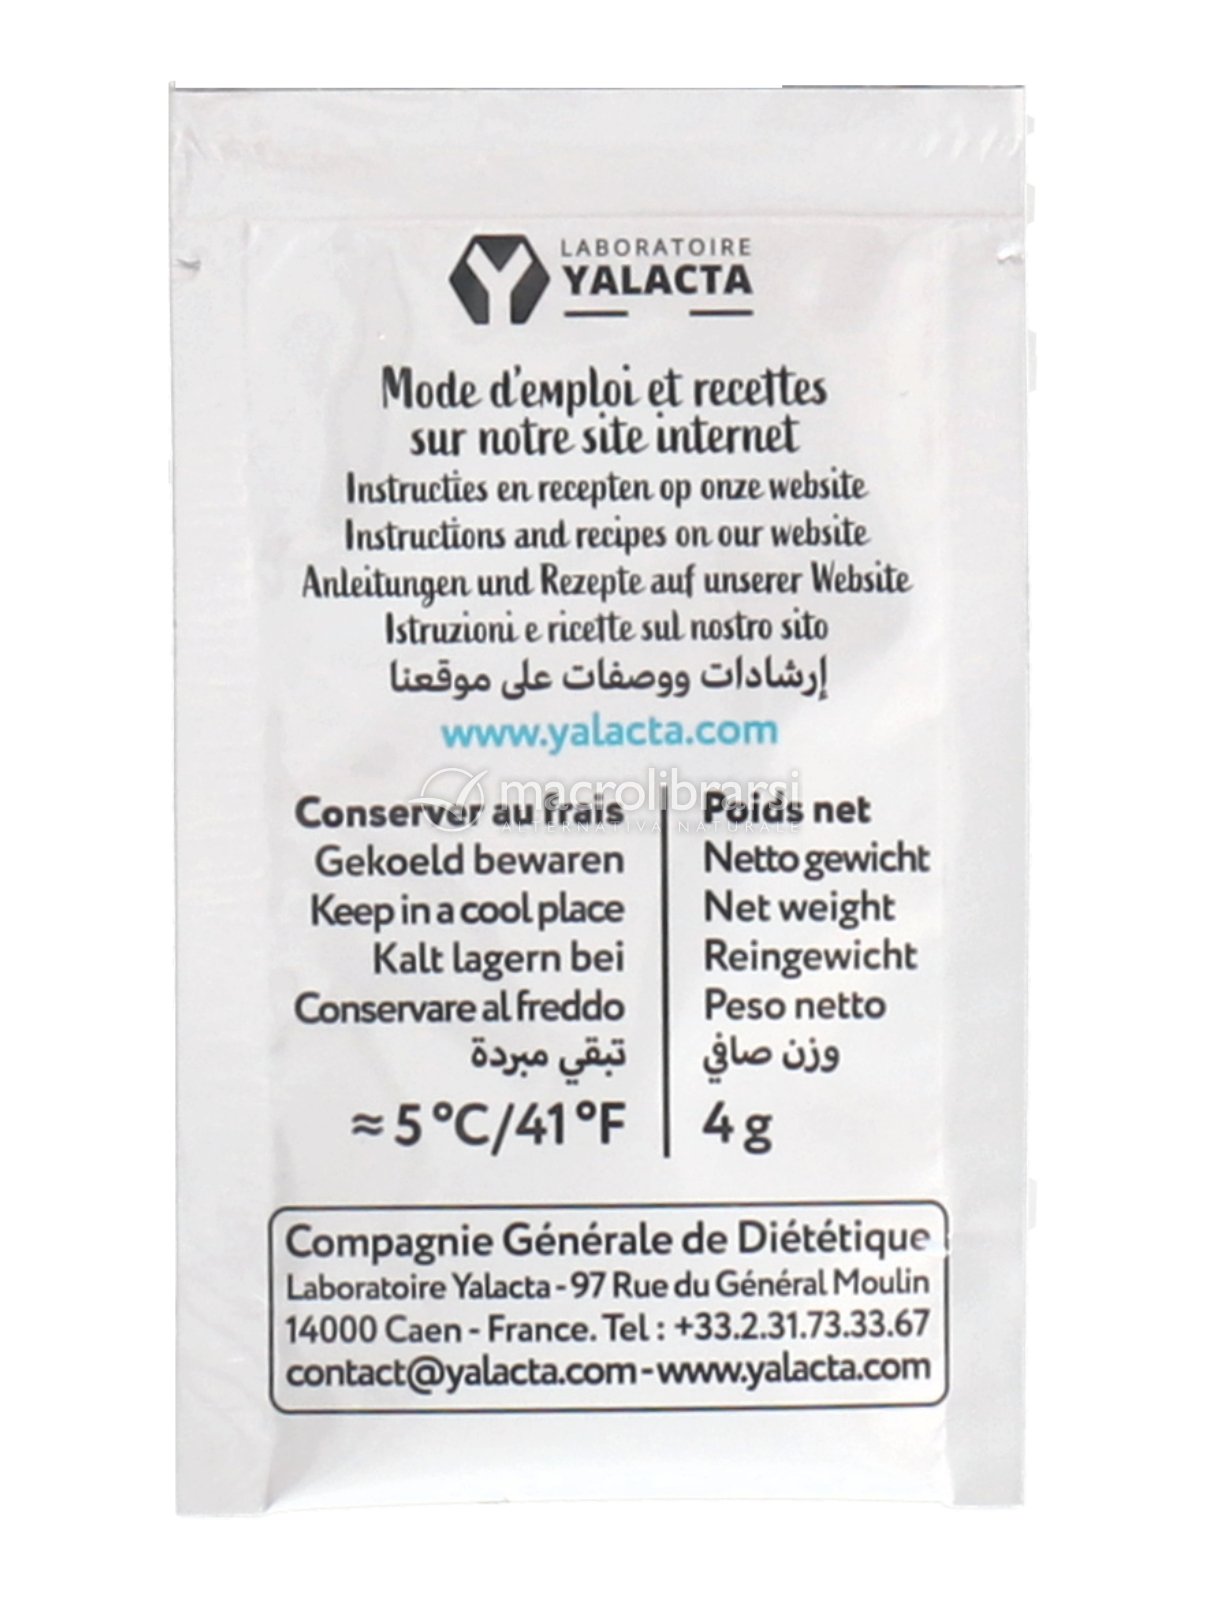 LABORATOIRE
YALACTA
Mode d'emploi et recettes
sur notre site internet
Instructies en recepten op onze website
Instructions and recipes on our website
Anleitungen und Rezepte auf unserer Website
Istruzioni e ricette sul nostro sito
إرشادات ووصفات على موقعنا
www.yalacta.com
macrolibrarsi
ALTERNATIVA NATURALE
Conserver au frais
Gekoeld bewaren
Keep in a cool place
Kalt lagern bei
Conservare al freddo
تبقي مبردة
≈ 5 °C/41 °F
Poids net
Netto gewicht
Net weight
Reingewicht
Peso netto
وزن صافي
4 g
Compagnie Générale de Diététique
Laboratoire Yalacta - 97 Rue du Général Moulin
14000 Caen - France. Tel : +33.2.31.73.33.67
contact@yalacta.com - www.yalacta.com